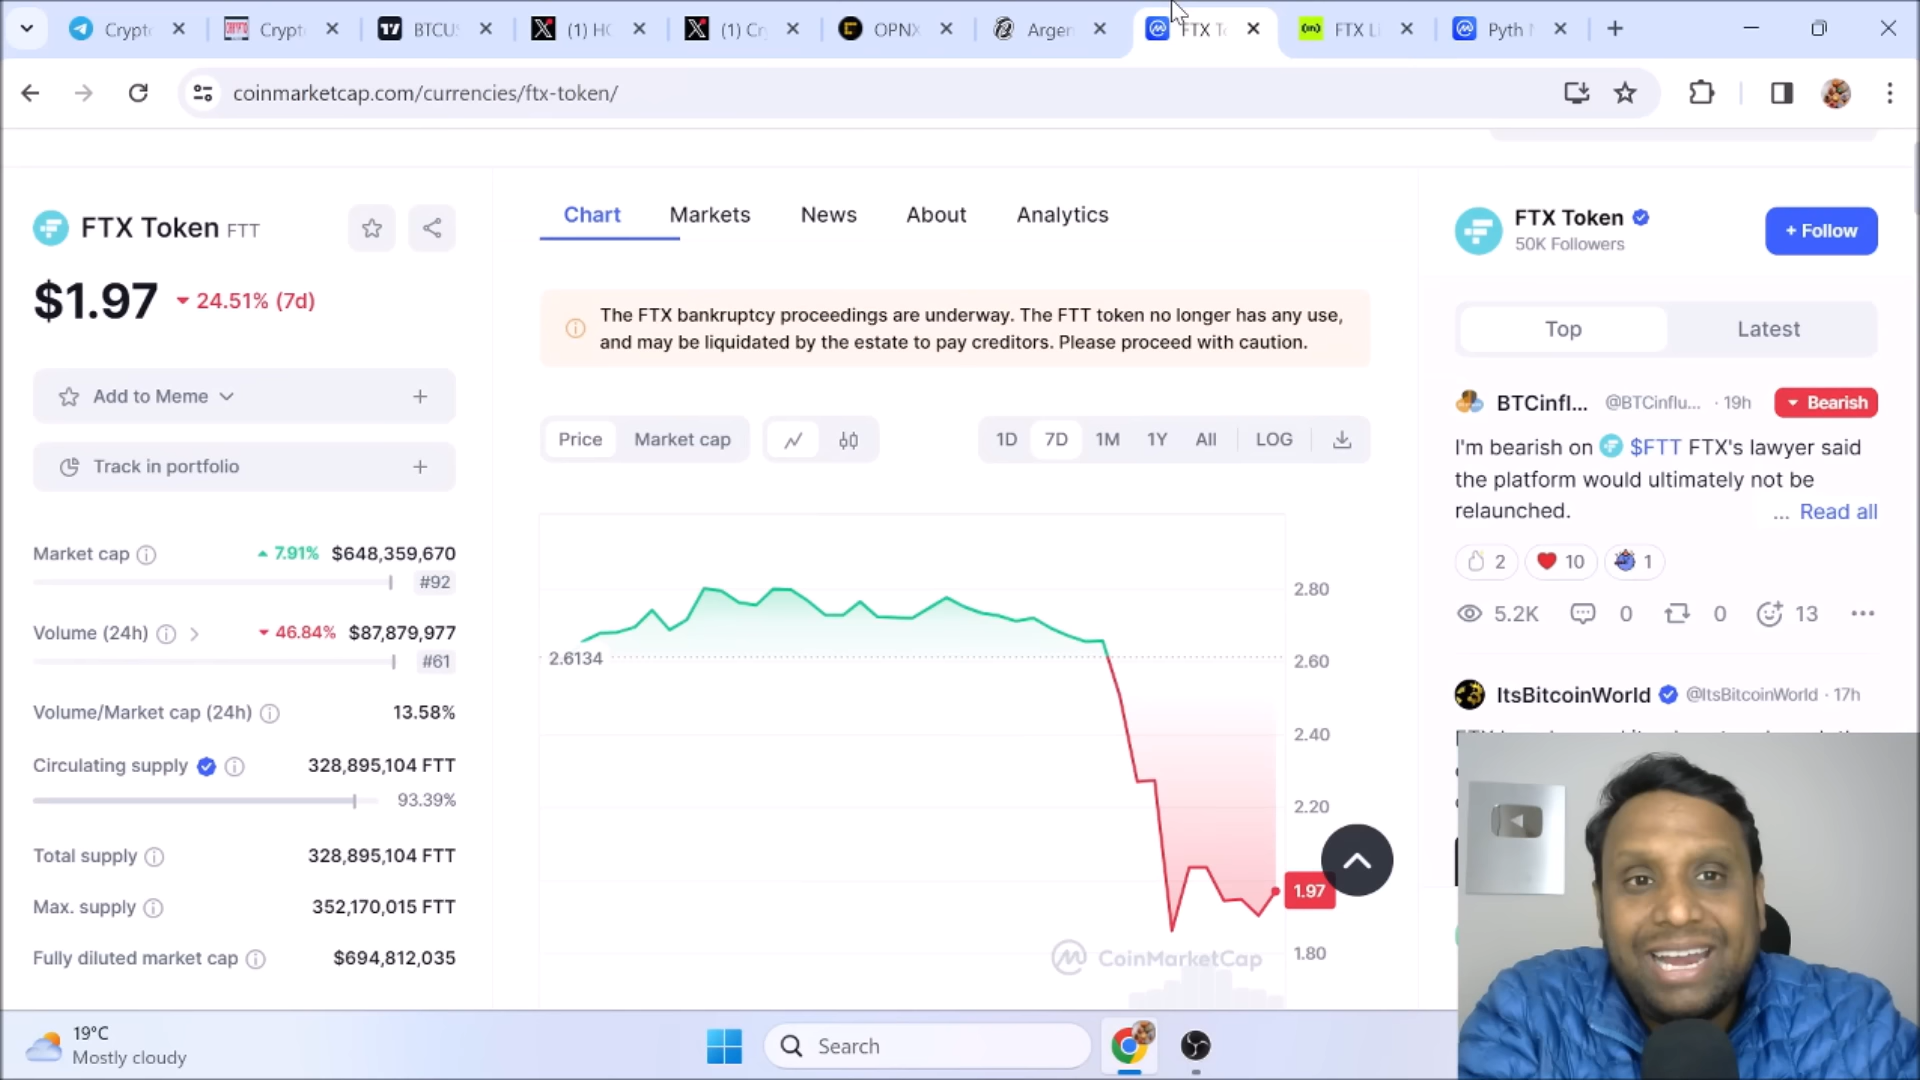 Crypto
Crypt
BTCUS
(1) HO
(1) Cr
OPNX
Argen
FTX To
FTX LI
Pyth N
coinmarketcap.com/currencies/ftx-token/
FTX Token FTT
$1.97 24.51% (7d)
Add to Meme
Track in portfolio
Market cap 7.91% $648,359,670
#92
Volume (24h) 46.84% $87,879,977
#61
Volume/Market cap (24h) 13.58%
Circulating supply 328,895,104 FTT
93.39%
Total supply 328,895,104 FTT
Max. supply 352,170,015 FTT
Fully diluted market cap $694,812,035
Chart Markets News About Analytics
The FTX bankruptcy proceedings are underway. The FTT token no longer has any use,
and may be liquidated by the estate to pay creditors. Please proceed with caution.
Price Market cap 1D 7D 1M 1Y All LOG
2.80
2.6134
2.60
2.40
2.20
1.97
1.80
CoinMarketCap
FTX Token
50K Followers
+ Follow
Top Latest
BTCinfl... @BTCinflu... · 19h Bearish
I'm bearish on $FTT FTX's lawyer said
the platform would ultimately not be
relaunched. ... Read all
2 10 1
5.2K 0 0 13
ItsBitcoinWorld @ItsBitcoinWorld · 17h
19°C
Mostly cloudy
Search